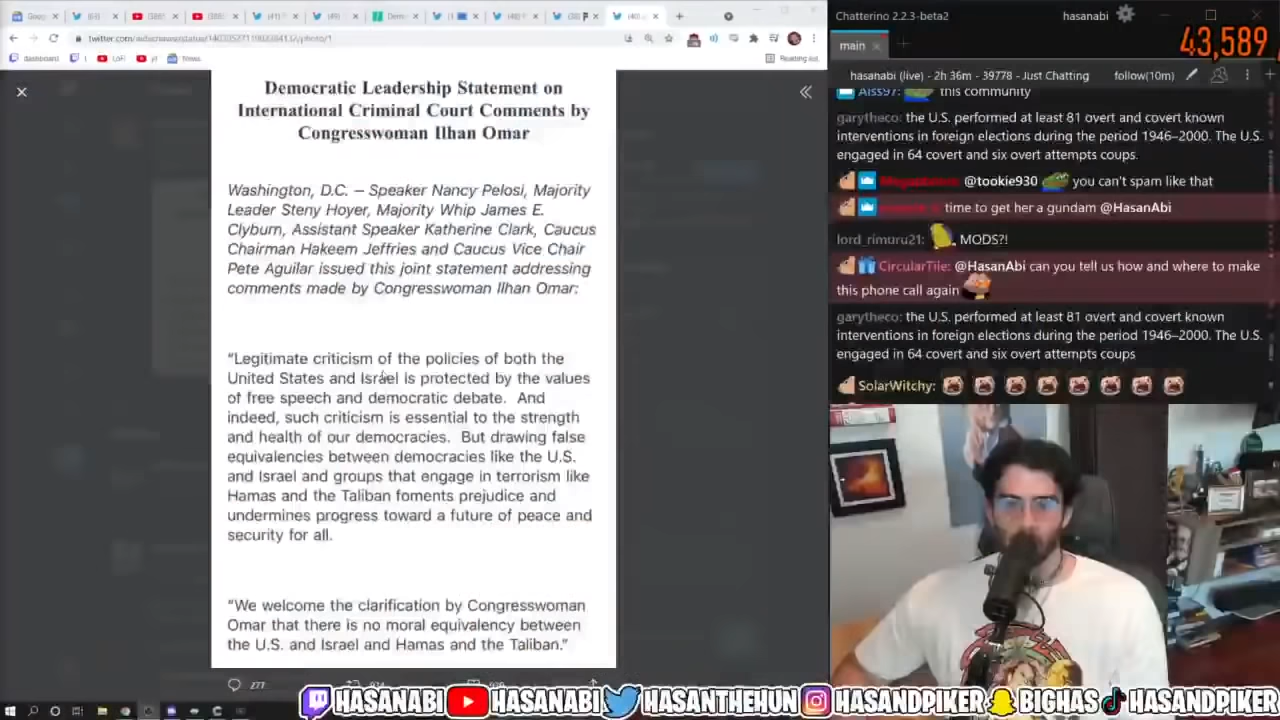 Chatterino 2.2.3-beta2
hasanabi
43,589
main
twitter.com
Reading list
dashboard
hasanabi (live) - 2h 36m - 39778 - Just Chatting
follow(10m)
Democratic Leadership Statement on
International Criminal Court Comments by
Congresswoman Ilhan Omar
Washington, D.C. – Speaker Nancy Pelosi, Majority
Leader Steny Hoyer, Majority Whip James E.
Clyburn, Assistant Speaker Katherine Clark, Caucus
Chairman Hakeem Jeffries and Caucus Vice Chair
Pete Aguilar issued this joint statement addressing
comments made by Congresswoman Ilhan Omar:
“Legitimate criticism of the policies of both the
United States and Israel is protected by the values
of free speech and democratic debate. And
indeed, such criticism is essential to the strength
and health of our democracies. But drawing false
equivalencies between democracies like the U.S.
and Israel and groups that engage in terrorism like
Hamas and the Taliban foments prejudice and
undermines progress toward a future of peace and
security for all.
“We welcome the clarification by Congresswoman
Omar that there is no moral equivalency between
the U.S. and Israel and Hamas and the Taliban.”
277
this community
garytheco: the U.S. performed at least 81 overt and covert known
interventions in foreign elections during the period 1946–2000. The U.S.
engaged in 64 covert and six overt attempts coups.
@tookie930 you can't spam like that
time to get her a gundam @HasanAbi
lord_rimuru21: MODS?!
CircularTile: @HasanAbi can you tell us how and where to make
this phone call again
garytheco: the U.S. performed at least 81 overt and covert known
interventions in foreign elections during the period 1946–2000. The U.S.
engaged in 64 covert and six overt attempts coups
SolarWitchy:
HASANABI HASANABI HASANTHEHUN HASANDPIKER BIGHAS HASANDPIKER